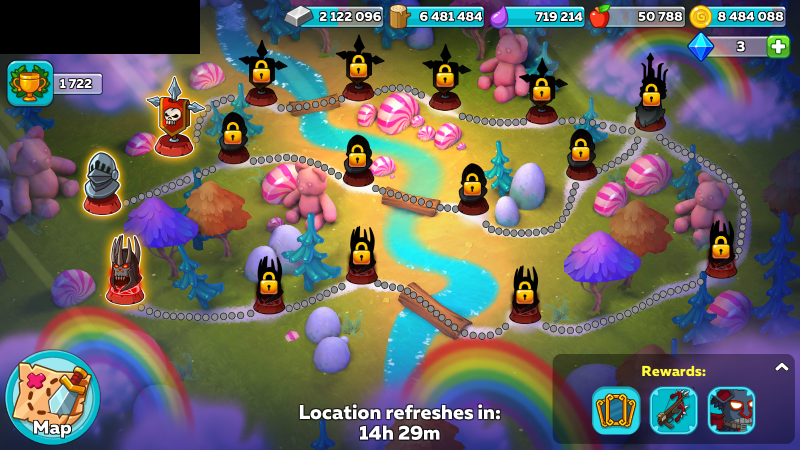 2 122 096 6 481 484 719 214 50 788 8 484 088
3
1 722
Rewards:
Location refreshes in:
14h 29m
Map